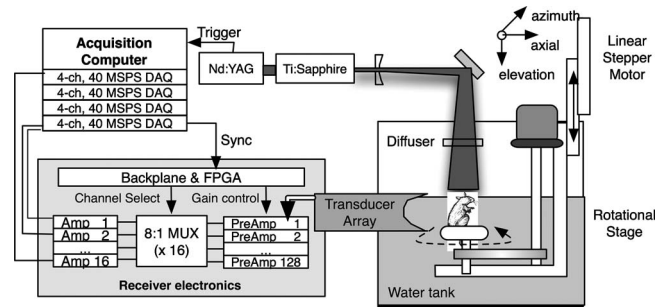 Acquisition
Computer
4-ch, 40 MSPS DAQ
4-ch, 40 MSPS DAQ
4-ch, 40 MSPS DAQ
4-ch, 40 MSPS DAQ
Trigger
Nd:YAG
Ti:Sapphire
azimuth
axial
elevation
Linear
Stepper
Motor
Sync
Diffuser
Backplane & FPGA
Channel Select
Gain control
Transducer
Array
Amp 1
Amp 2
...
Amp 16
8:1 MUX
(x 16)
PreAmp 1
PreAmp 2
...
PreAmp 128
Receiver electronics
Rotational
Stage
Water tank